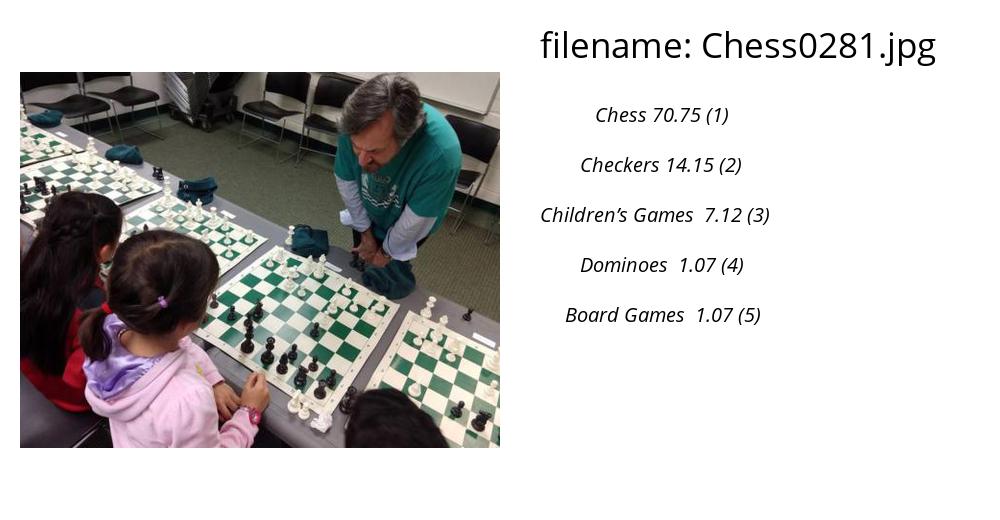 filename: Chess0281.jpg
Chess 70.75 (1)
Checkers 14.15 (2)
Children’s Games  7.12 (3)
Dominoes  1.07 (4)
Board Games  1.07 (5)